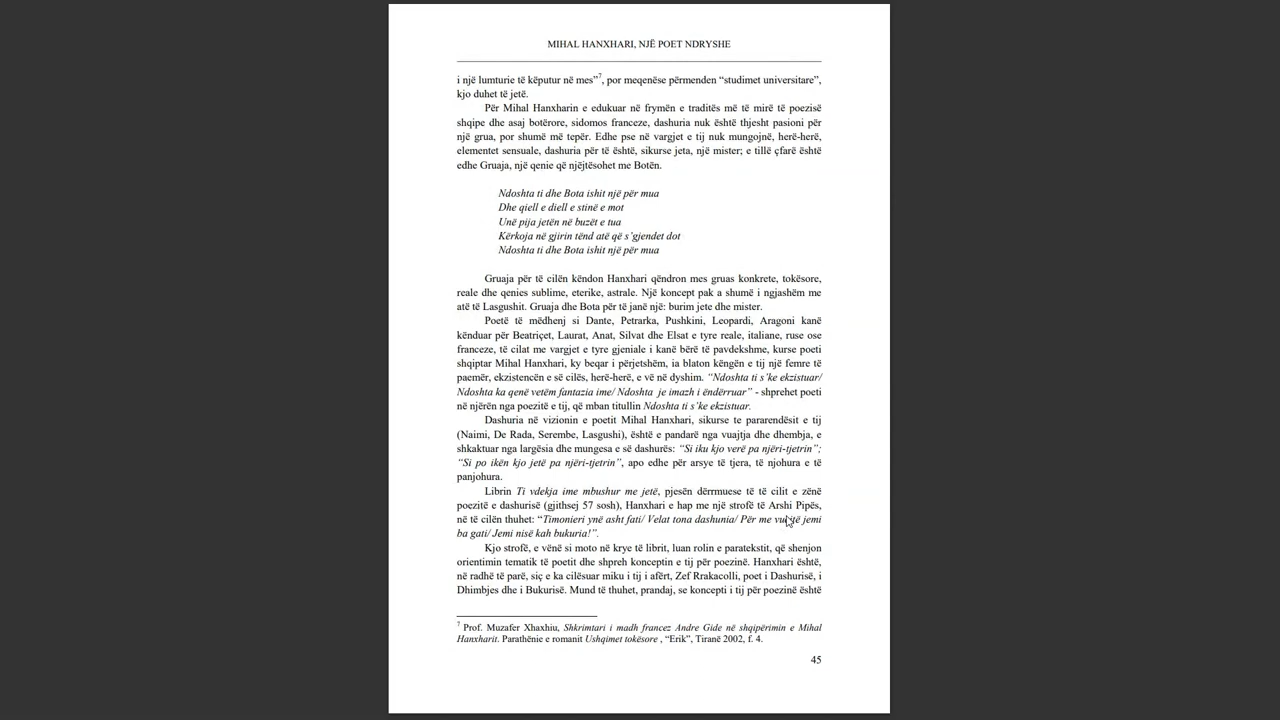 MIHAL HANXHARI, NJË POET NDRYSHE
i një lumturie të këputur në mes”7, por meqenëse përmenden “studimet universitare”,
kjo duhet të jetë.
Për Mihal Hanxharin e edukuar në frymën e traditës më të mirë të poezisë
shqipe dhe asaj botërore, sidomos franceze, dashuria nuk është thjesht pasioni për
një grua, por shumë më tepër. Edhe pse në vargjet e tij nuk mungojnë, herë-herë,
elementet sensuale, dashuria për të është, sikurse jeta, një mister; e tillë çfarë është
edhe Gruaja, një qenie që njëjtësohet me Botën.
Ndoshta ti dhe Bota ishit një për mua
Dhe qiell e diell e stinë e mot
Unë pija jetën në buzët e tua
Kërkoja në gjirin tënd atë që s’gjendet dot
Ndoshta ti dhe Bota ishit një për mua
Gruaja për të cilën këndon Hanxhari qëndron mes gruas konkrete, tokësore,
reale dhe qenies sublime, eterike, astrale. Një koncept pak a shumë i ngjashëm me
atë të Lasgushit. Gruaja dhe Bota për të janë një: burim jete dhe mister.
Poetë të mëdhenj si Dante, Petrarka, Pushkini, Leopardi, Aragoni kanë
kënduar për Beatriçet, Laurat, Anat, Silvat dhe Elsat e tyre reale, italiane, ruse ose
franceze, të cilat me vargjet e tyre gjeniale i kanë bërë të pavdekshme, kurse poeti
shqiptar Mihal Hanxhari, ky beqar i përjetshëm, ia blaton këngën e tij një femre të
paemër, ekzistencën e së cilës, herë-herë, e vë në dyshim. “Ndoshta ti s’ke ekzistuar/
Ndoshta ka qenë vetëm fantazia ime/ Ndoshta je imazh i ëndërruar” - shprehet poeti
në njërën nga poezitë e tij, që mban titullin Ndoshta ti s’ke ekzistuar.
Dashuria në vizionin e poetit Mihal Hanxhari, sikurse te pararendësit e tij
(Naimi, De Rada, Serembe, Lasgushi), është e pandarë nga vuajtja dhe dhembja, e
shkaktuar nga largësia dhe mungesa e së dashurës: “Si iku kjo verë pa njëri-tjetrin”;
“Si po ikën kjo jetë pa njëri-tjetrin”, apo edhe për arsye të tjera, të njohura e të
panjohura.
Librin Ti vdekja ime mbushur me jetë, pjesën dërrmuese të të cilit e zënë
poezitë e dashurisë (gjithsej 57 sosh), Hanxhari e hap me një strofë të Arshi Pipës,
në të cilën thuhet: “Timonieri ynë asht fati/ Velat tona dashunia/ Për me jemi
ba gati/ Jemi nisë kah bukuria!”.
Kjo strofë, e vënë si moto në krye të librit, luan rolin e paratekstit, që shenjon
orientimin tematik të poetit dhe shpreh konceptin e tij për poezinë. Hanxhari është,
në radhë të parë, siç e ka cilësuar miku i tij i afërt, Zef Rrakacolli, poet i Dashurisë, i
Dhimbjes dhe i Bukurisë. Mund të thuhet, prandaj, se koncepti i tij për poezinë është
7 Prof. Muzafer Xhaxhiu, Shkrimtari i madh francez Andre Gide në shqipërimin e Mihal
Hanxharit. Parathënie e romanit Ushqimet tokësore , “Erik”, Tiranë 2002, f. 4.
45